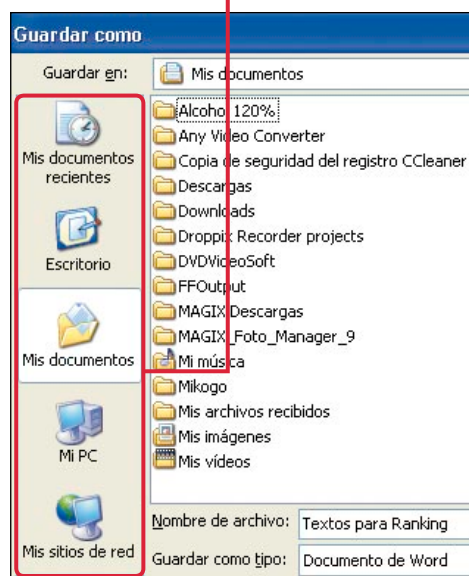 Guardar como
Guardar en:
Mis documentos
Mis documentos
recientes
Escritorio
Mis documentos
Mi PC
Mis sitios de red
Alcohol 120%
Any Video Converter
Copia de seguridad del registro CCleaner
Descargas
Downloads
Droppix Recorder projects
DVDVideoSoft
FFOutput
MAGIX Descargas
MAGIX_Foto_Manager_9
Mi música
Mikogo
Mis archivos recibidos
Mis imágenes
Mis vídeos
Nombre de archivo: Textos para Ranking
Guardar como tipo: Documento de Word